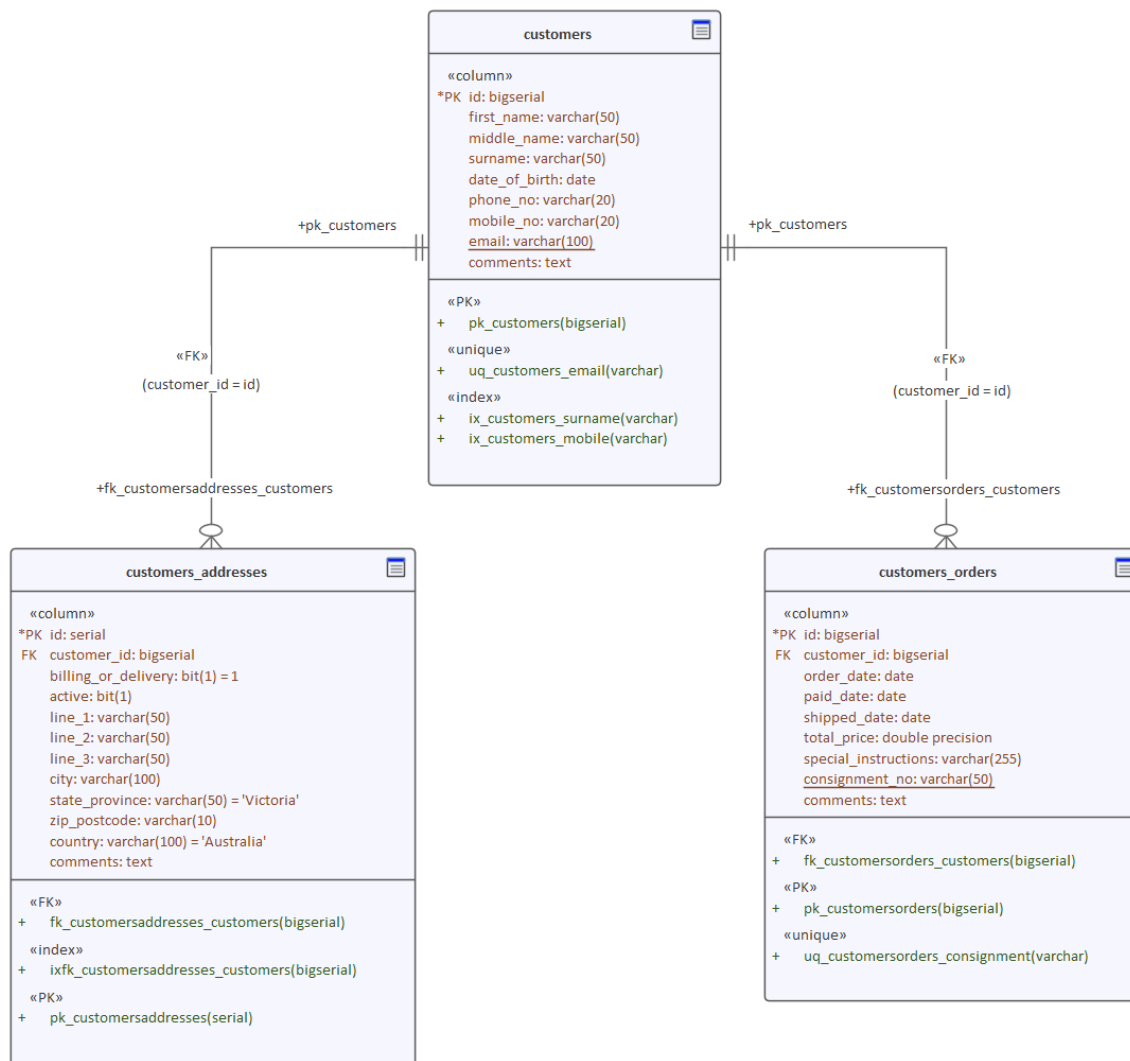 customers
«column»
*PK id: bigserial
first_name: varchar(50)
middle_name: varchar(50)
surname: varchar(50)
date_of_birth: date
phone_no: varchar(20)
mobile_no: varchar(20)
email: varchar(100)
comments: text
«PK»
+ pk_customers(bigserial)
«unique»
+ uq_customers_email(varchar)
«index»
+ ix_customers_surname(varchar)
+ ix_customers_mobile(varchar)
+pk_customers
«FK»
(customer_id = id)
+fk_customersaddresses_customers
+pk_customers
«FK»
(customer_id = id)
+fk_customersorders_customers
customers_addresses
«column»
*PK id: serial
FK customer_id: bigserial
billing_or_delivery: bit(1) = 1
active: bit(1)
line_1: varchar(50)
line_2: varchar(50)
line_3: varchar(50)
city: varchar(100)
state_province: varchar(50) = 'Victoria'
zip_postcode: varchar(10)
country: varchar(100) = 'Australia'
comments: text
«FK»
+ fk_customersaddresses_customers(bigserial)
«index»
+ ixfk_customersaddresses_customers(bigserial)
«PK»
+ pk_customersaddresses(serial)
customers_orders
«column»
*PK id: bigserial
FK customer_id: bigserial
order_date: date
paid_date: date
shipped_date: date
total_price: double precision
special_instructions: varchar(255)
consignment_no: varchar(50)
comments: text
«FK»
+ fk_customersorders_customers(bigserial)
«PK»
+ pk_customersorders(bigserial)
«unique»
+ uq_customersorders_consignment(varchar)